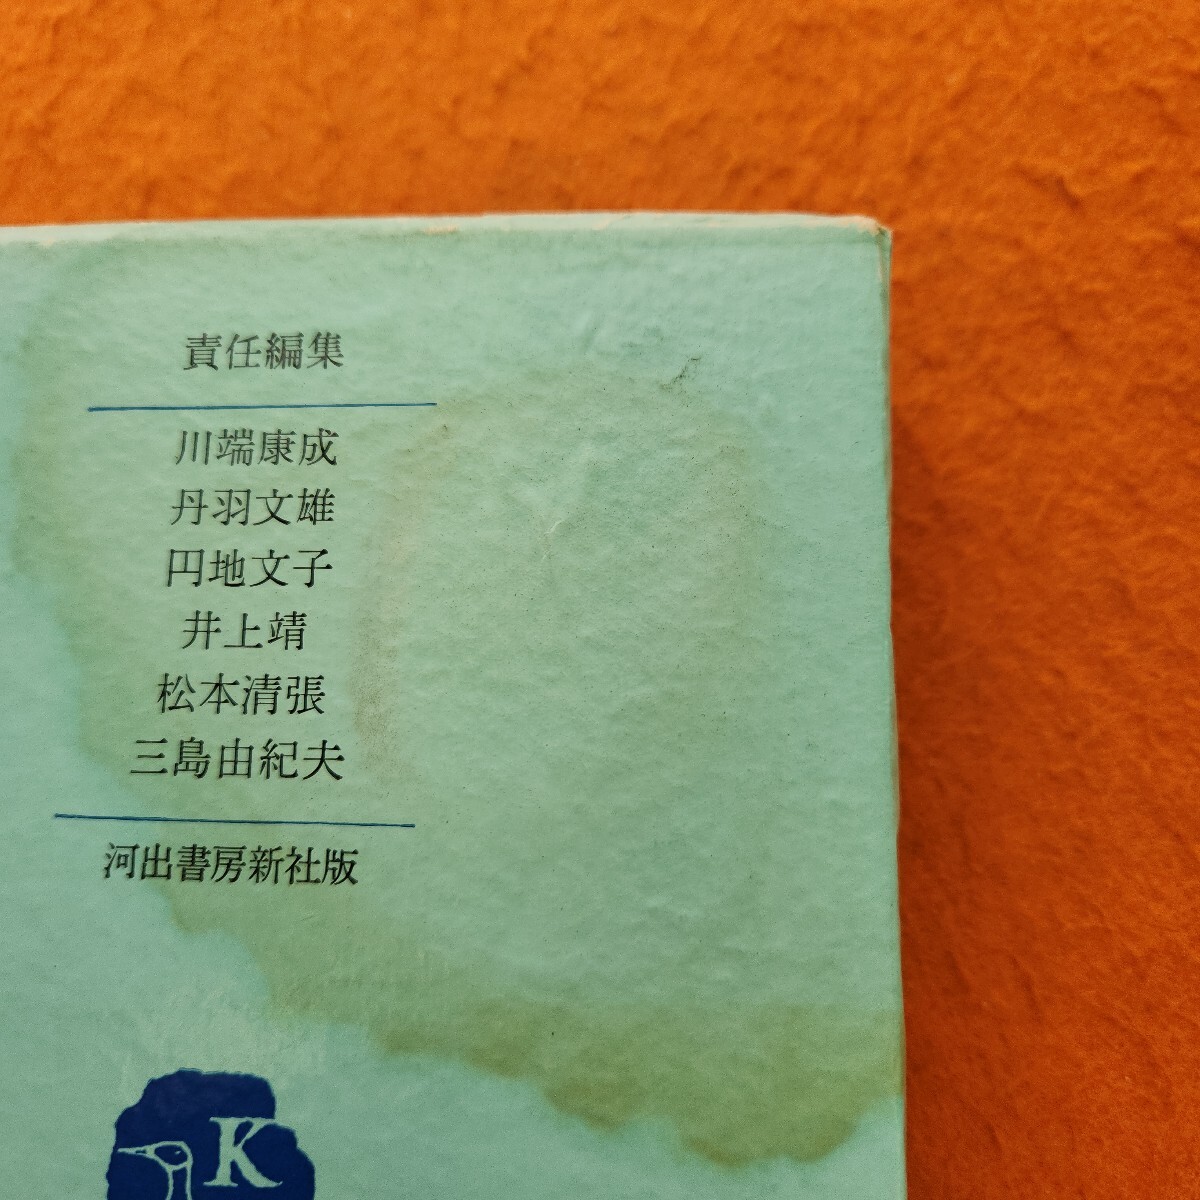 責任編集
川端康成
丹羽文雄
円地文子
井上靖
松本清張
三島由紀夫
河出書房新社版
K